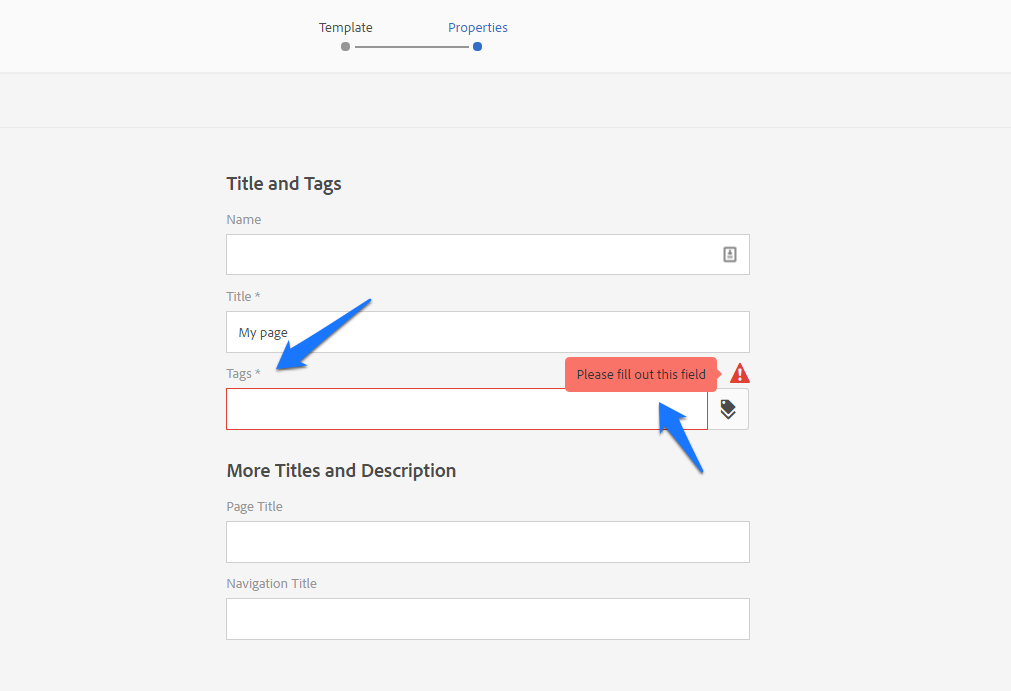 Template
Properties
Title and Tags
Name
Title *
My page
Tags *
Please fill out this field
More Titles and Description
Page Title
Navigation Title